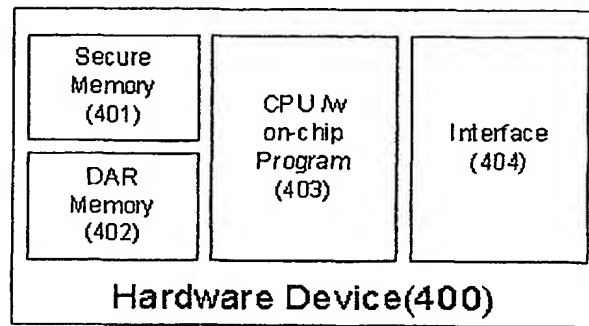 Secure
Memory
(401)
DAR
Memory
(402)
CPU /w
on-chip
Program
(403)
Interface
(404)
Hardware Device(400)